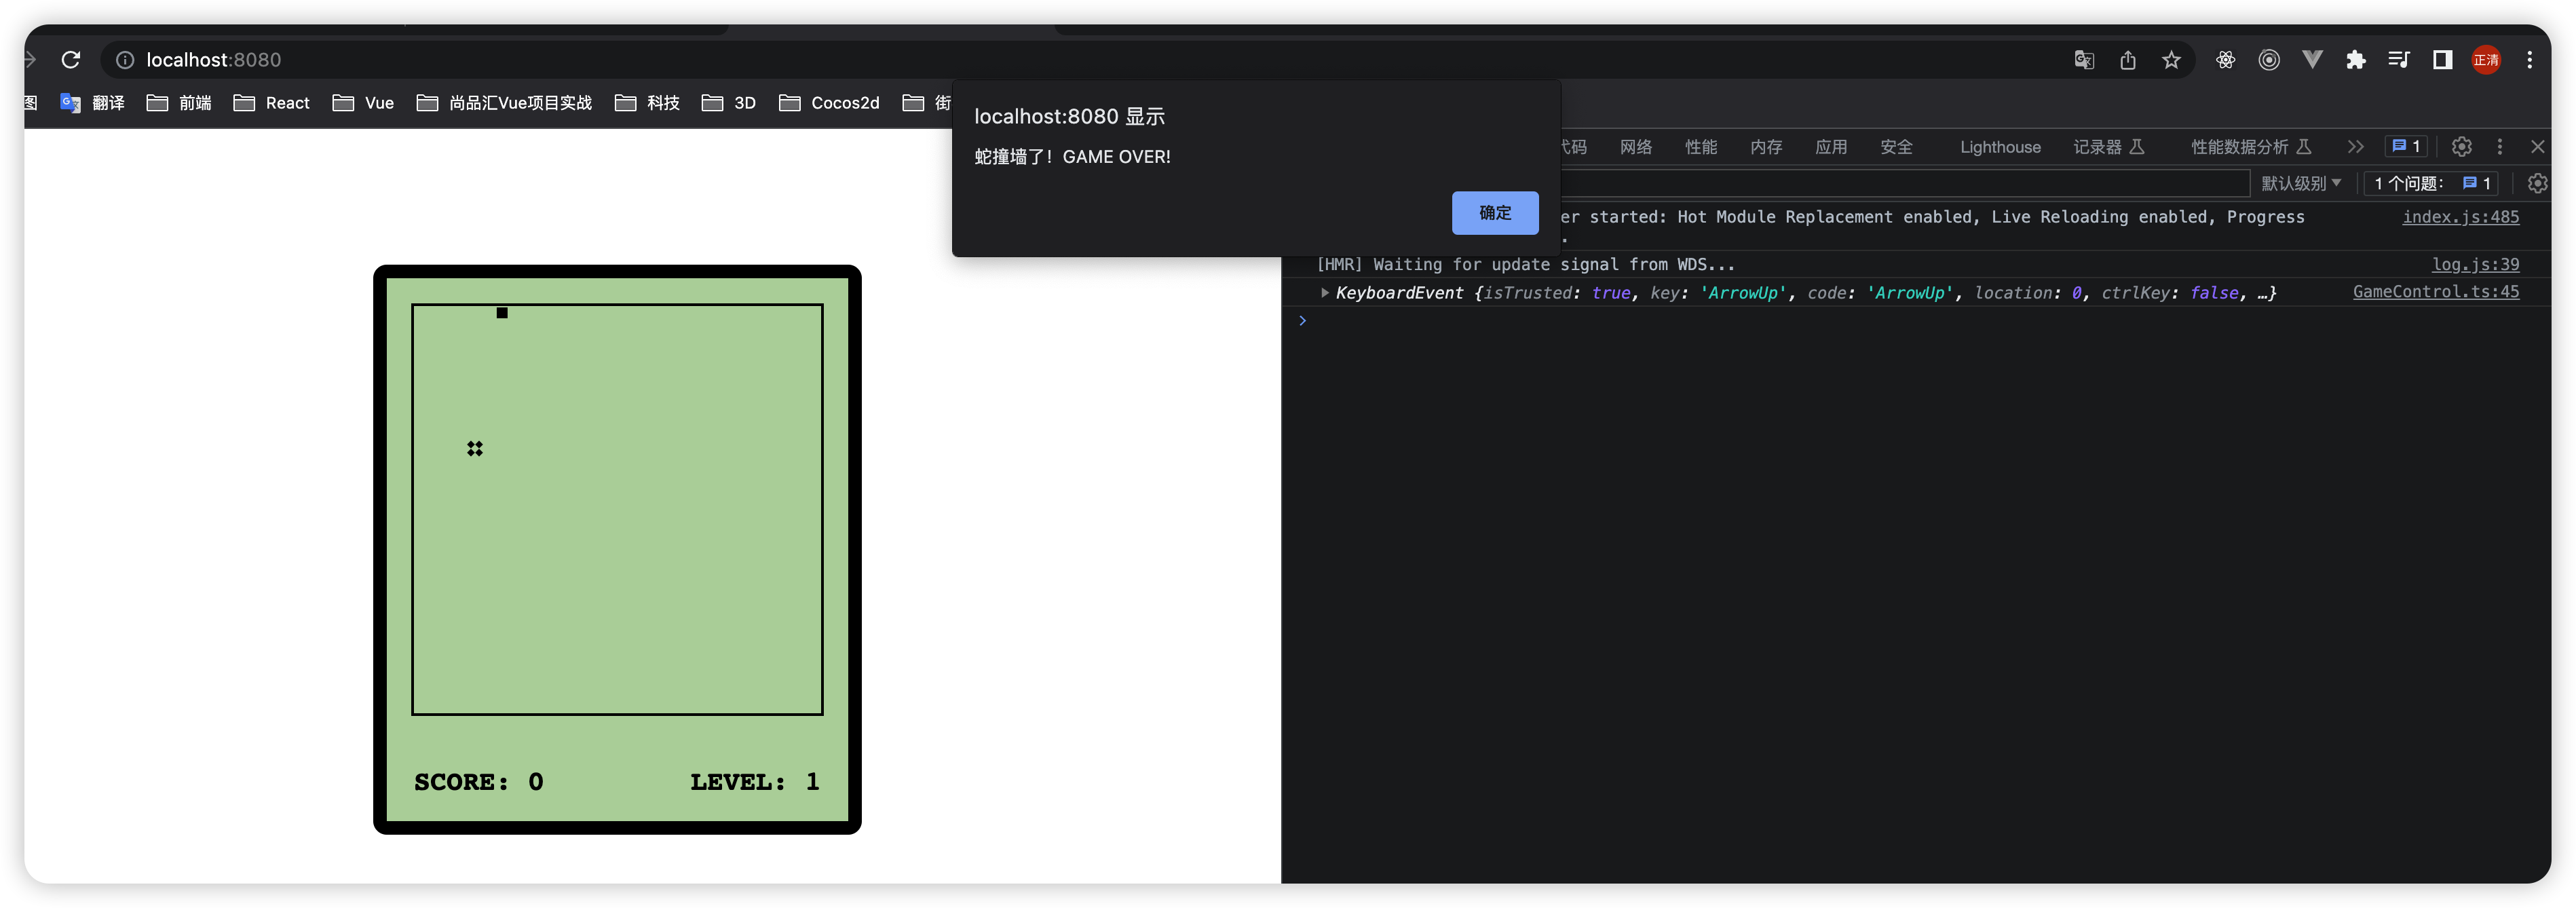 localhost:8080
正清
图 翻译 前端 React Vue 尚品汇Vue项目实战 科技 3D Cocos2d 街
localhost:8080 显示
蛇撞墙了！GAME OVER!
确定
代码 网络 性能 内存 应用 安全 Lighthouse 记录器 性能数据分析 1
默认级别 1 个问题： 1
er started: Hot Module Replacement enabled, Live Reloading enabled, Progress index.js:485
.
[HMR] Waiting for update signal from WDS... log.js:39
KeyboardEvent {isTrusted: true, key: 'ArrowUp', code: 'ArrowUp', location: 0, ctrlKey: false, …} GameControl.ts:45
SCORE: 0 LEVEL: 1